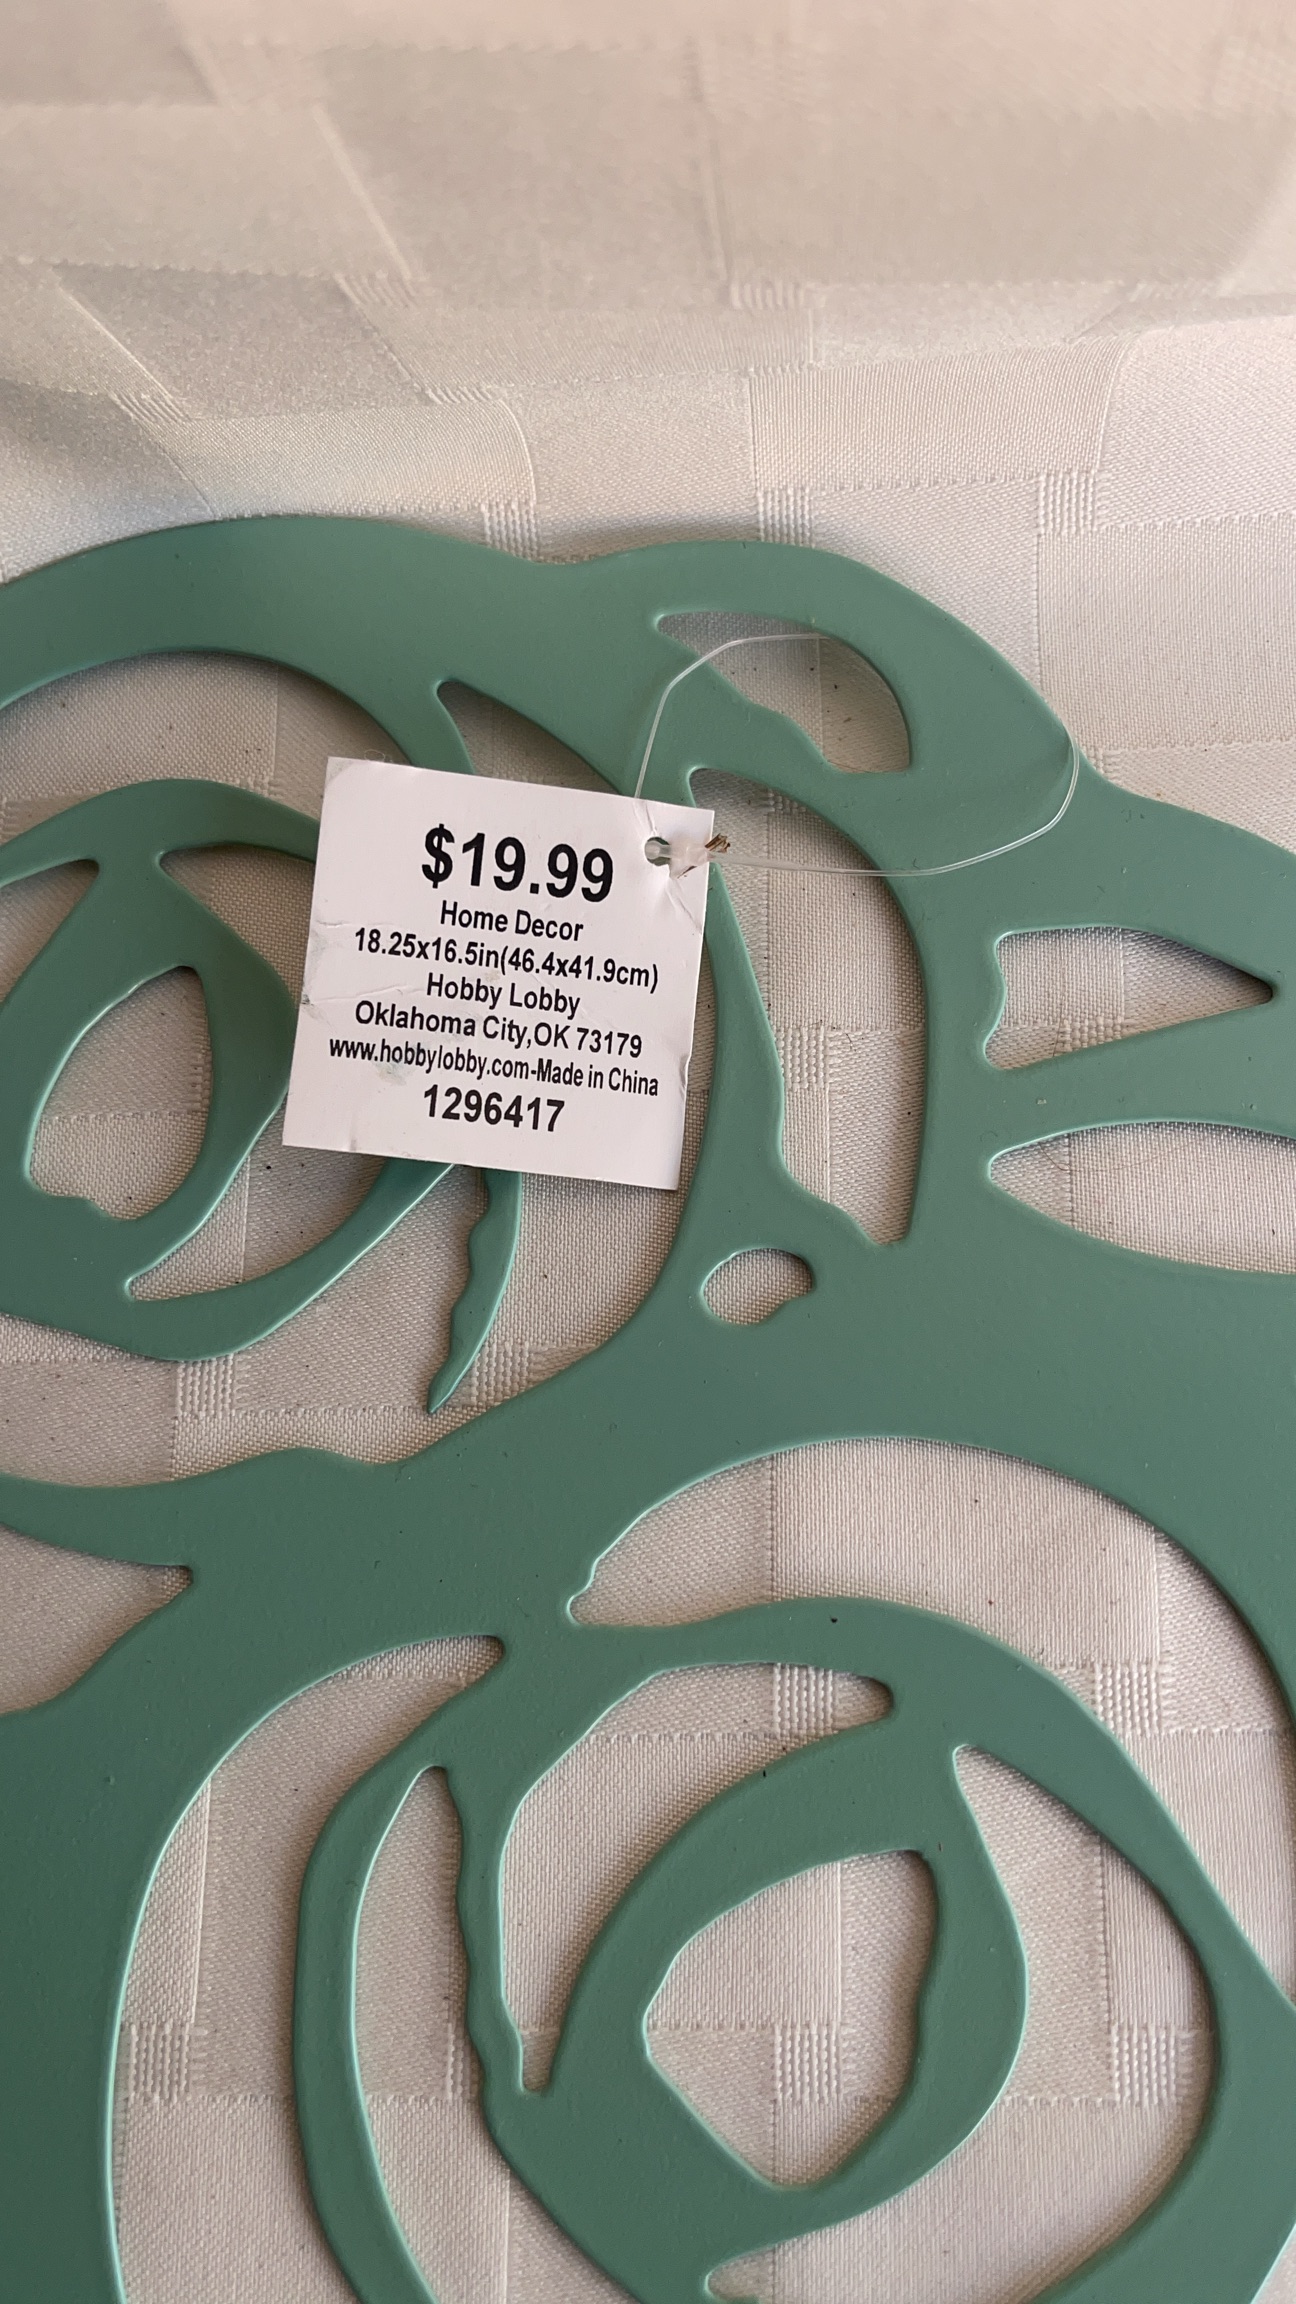 $19.99
Home Decor
18.25x16.5in(46.4x41.9cm)
Hobby Lobby
Oklahoma City,OK 73179
www.hobbylobby.com-Made in China
1296417